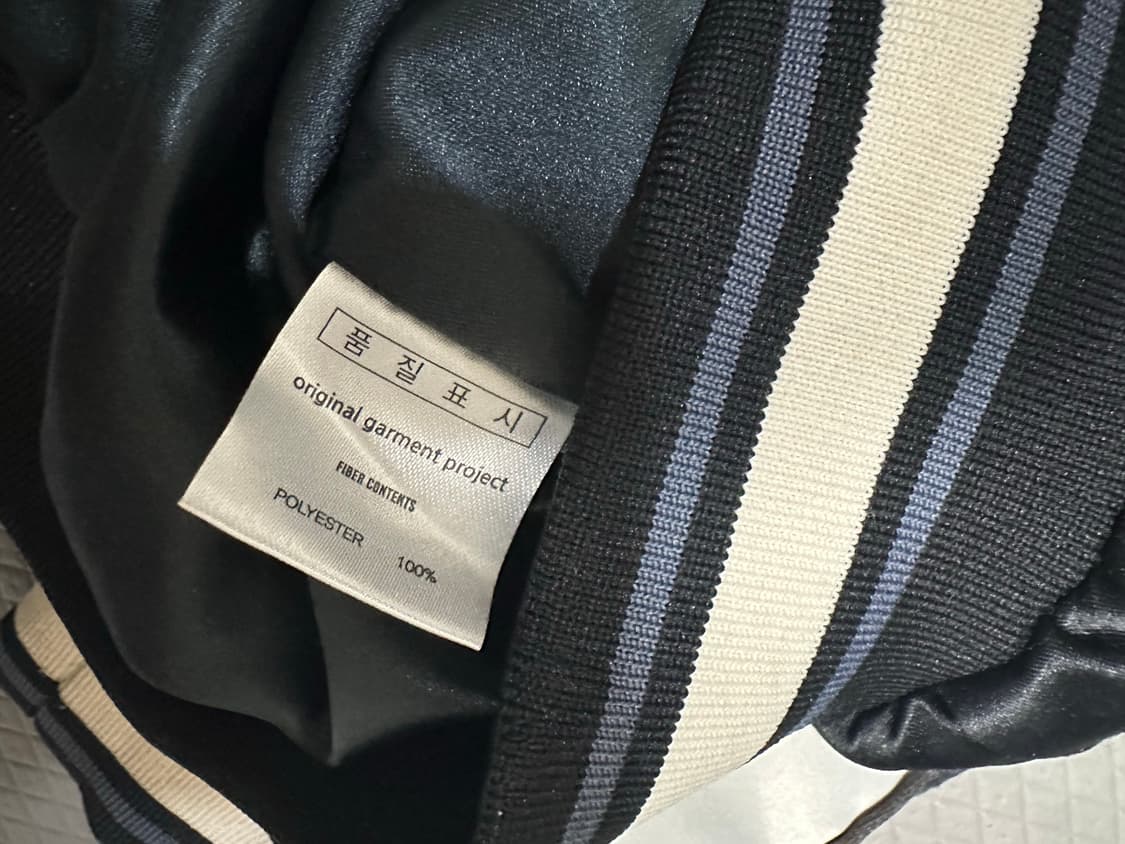 품 질 표 시
original garment project
FIBER CONTENTS
POLYESTER 100%